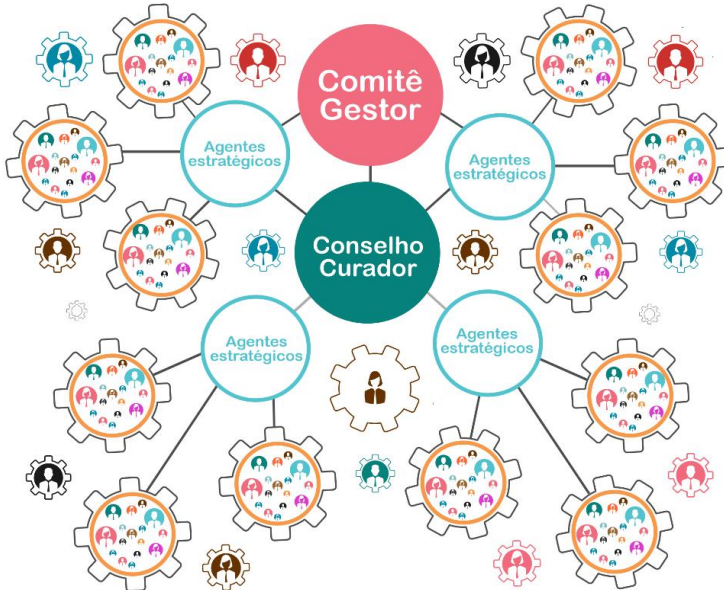 Comitê
Gestor
Agentes
estratégicos
Agentes
estratégicos
Conselho
Curador
Agentes
estratégicos
Agentes
estratégicos